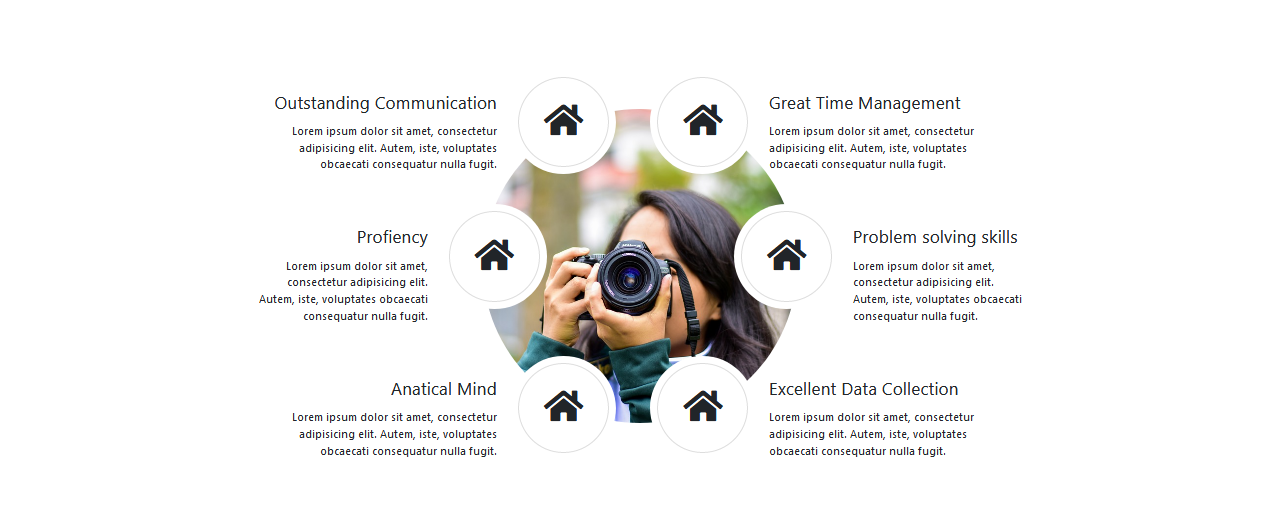 Outstanding Communication
Lorem ipsum dolor sit amet, consectetur
adipisicing elit. Autem, iste, voluptates
obcaecati consequatur nulla fugit.
Great Time Management
Lorem ipsum dolor sit amet, consectetur
adipisicing elit. Autem, iste, voluptates
obcaecati consequatur nulla fugit.
Profiency
Lorem ipsum dolor sit amet,
consectetur adipisicing elit.
Autem, iste, voluptates obcaecati
consequatur nulla fugit.
Problem solving skills
Lorem ipsum dolor sit amet,
consectetur adipisicing elit.
Autem, iste, voluptates obcaecati
consequatur nulla fugit.
Anatical Mind
Lorem ipsum dolor sit amet, consectetur
adipisicing elit. Autem, iste, voluptates
obcaecati consequatur nulla fugit.
Excellent Data Collection
Lorem ipsum dolor sit amet, consectetur
adipisicing elit. Autem, iste, voluptates
obcaecati consequatur nulla fugit.